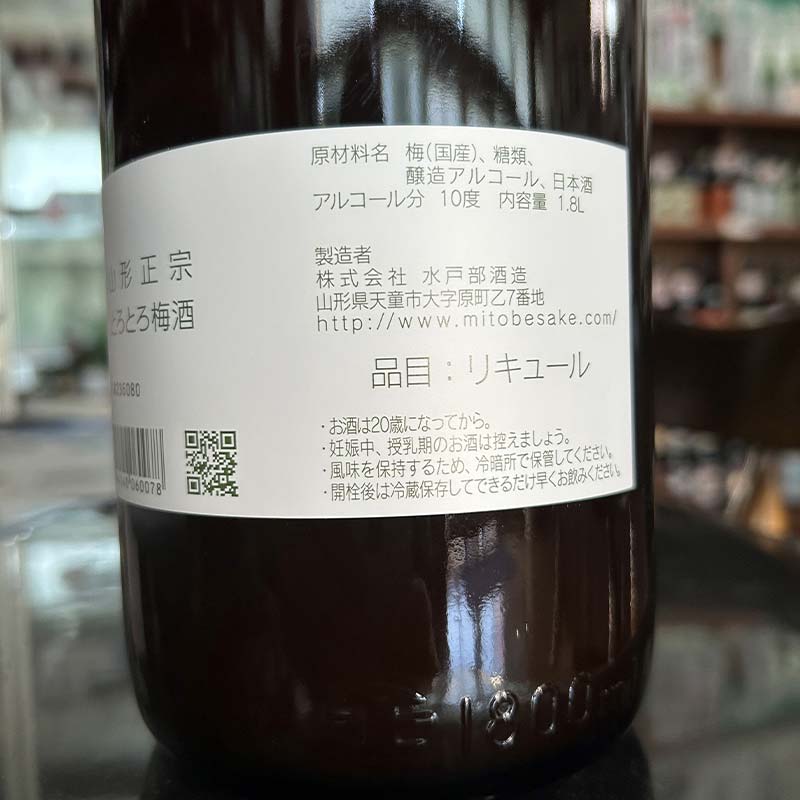 原材料名 梅(国産)、糖類、
醸造アルコール、日本酒
アルコール分 10度 内容量 1.8L
製造者
株式会社 水戸部酒造
山形県天童市大字原町乙7番地
http://www.mitobesake.com/
品目：リキュール
・お酒は20歳になってから。
・妊娠中、授乳期のお酒は控えましょう。
・風味を保持するため、冷暗所で保管してください。
・開栓後は冷蔵保存してできるだけ早くお飲みください。
山形正宗
とろとろ梅酒
060078
1800ml